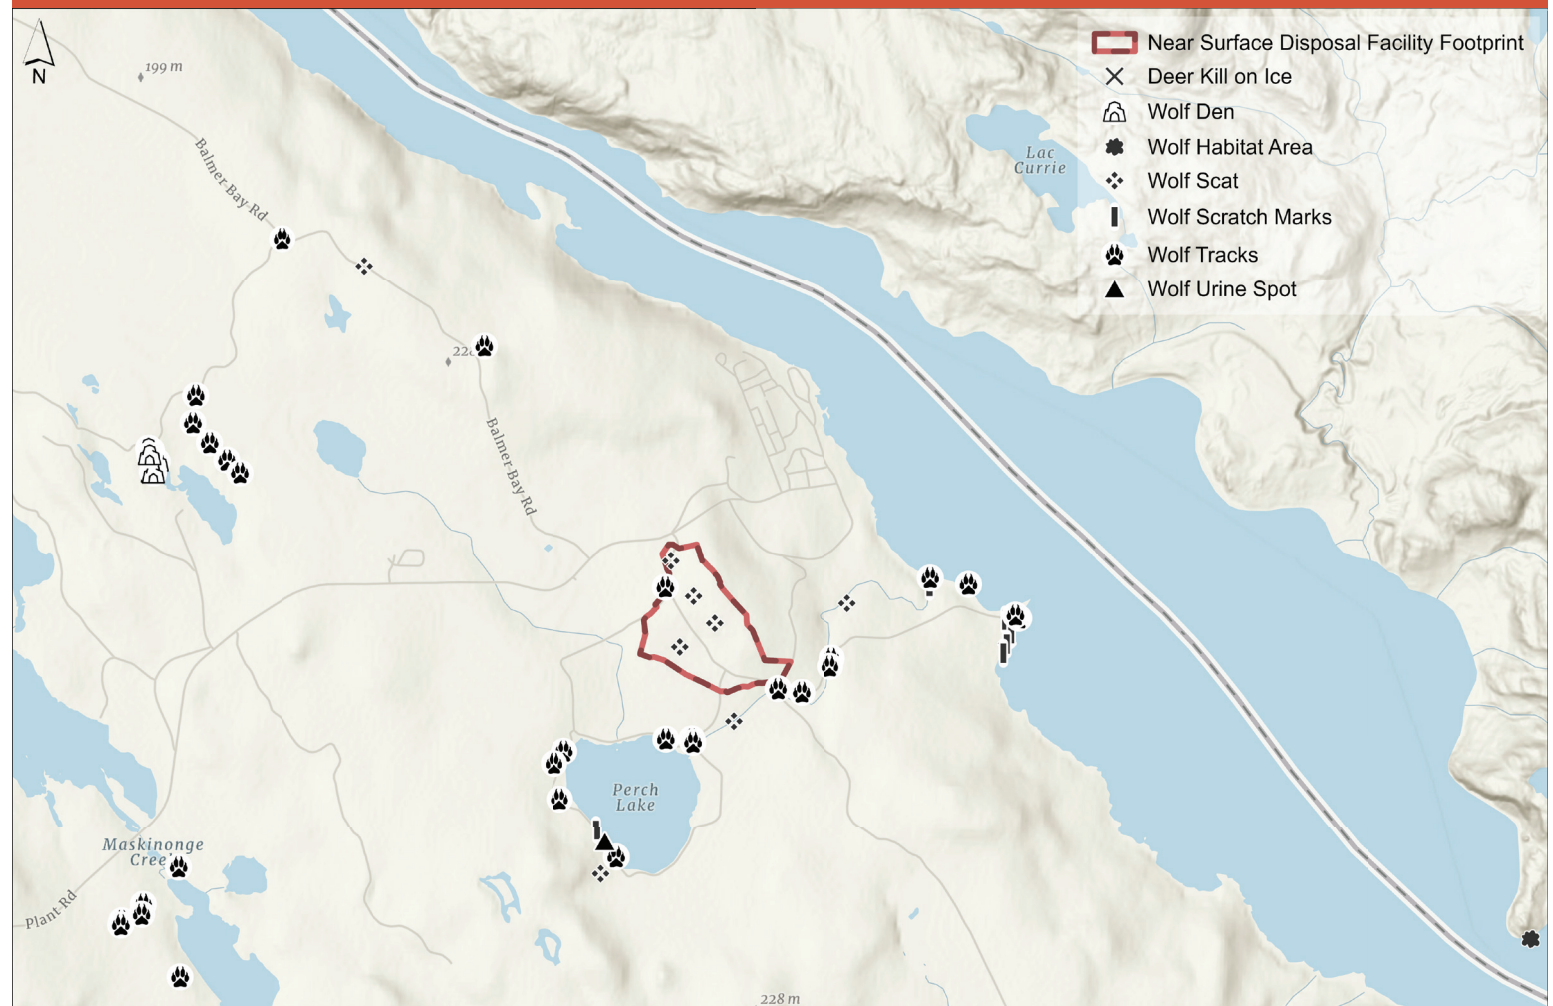 N
199 m
Balmer Bay Rd
Near Surface Disposal Facility Footprint
Deer Kill on Ice
Wolf Den
Wolf Habitat Area
Wolf Scat
Wolf Scratch Marks
Wolf Tracks
Wolf Urine Spot
Lac
Currie
Balmer Bay Rd
Perch
Lake
Maskinonge
Plant Rd
228 m